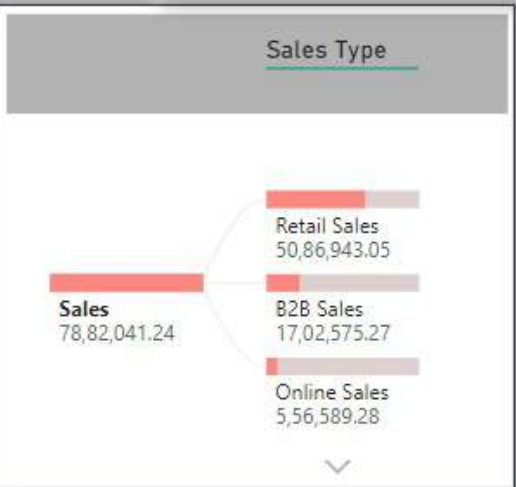 Sales Type
Retail Sales
50,86,943.05
Sales
78,82,041.24
B2B Sales
17,02,575.27
Online Sales
5,56,589.28